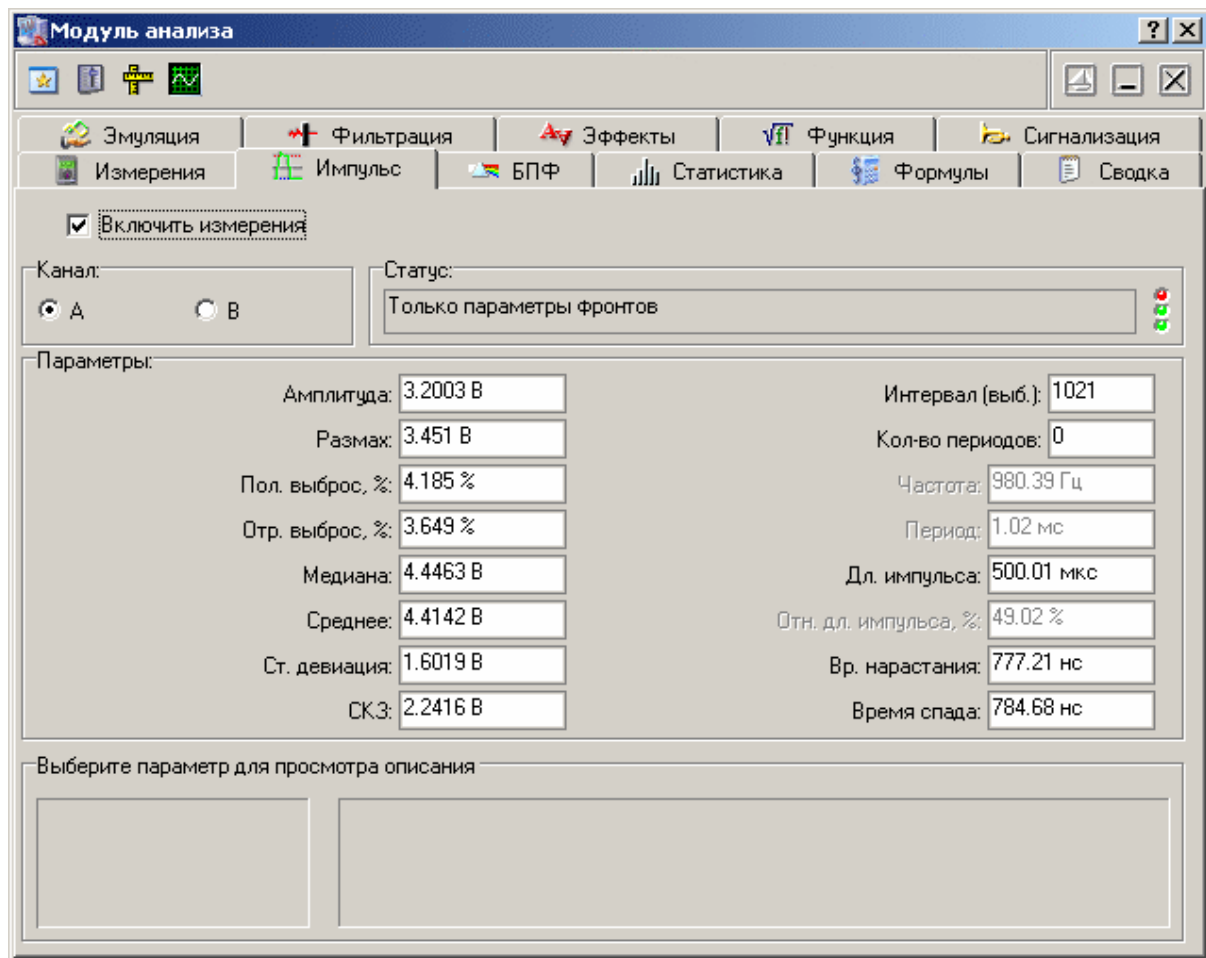 Модуль анализа
Эмуляция Фильтрация Эффекты Функция Сигнализация
Измерения Импульс БПФ Статистика Формулы Сводка
Включить измерения
Канал: Статус:
А В Только параметры фронтов
Параметры:
Амплитуда: 3.2003 В Интервал (выб.): 1021
Размах: 3.451 В Кол-во периодов: 0
Пол. выброс, %: 4.185 % Частота: 980.39 Гц
Отр. выброс, %: 3.649 % Период: 1.02 мс
Медиана: 4.4463 В Дл. импульса: 500.01 мкс
Среднее: 4.4142 В Отн. дл. импульса, %: 49.02 %
Ст. девиация: 1.6019 В Вр. нарастания: 777.21 нс
СКЗ: 2.2416 В Время спада: 784.68 нс
Выберите параметр для просмотра описания